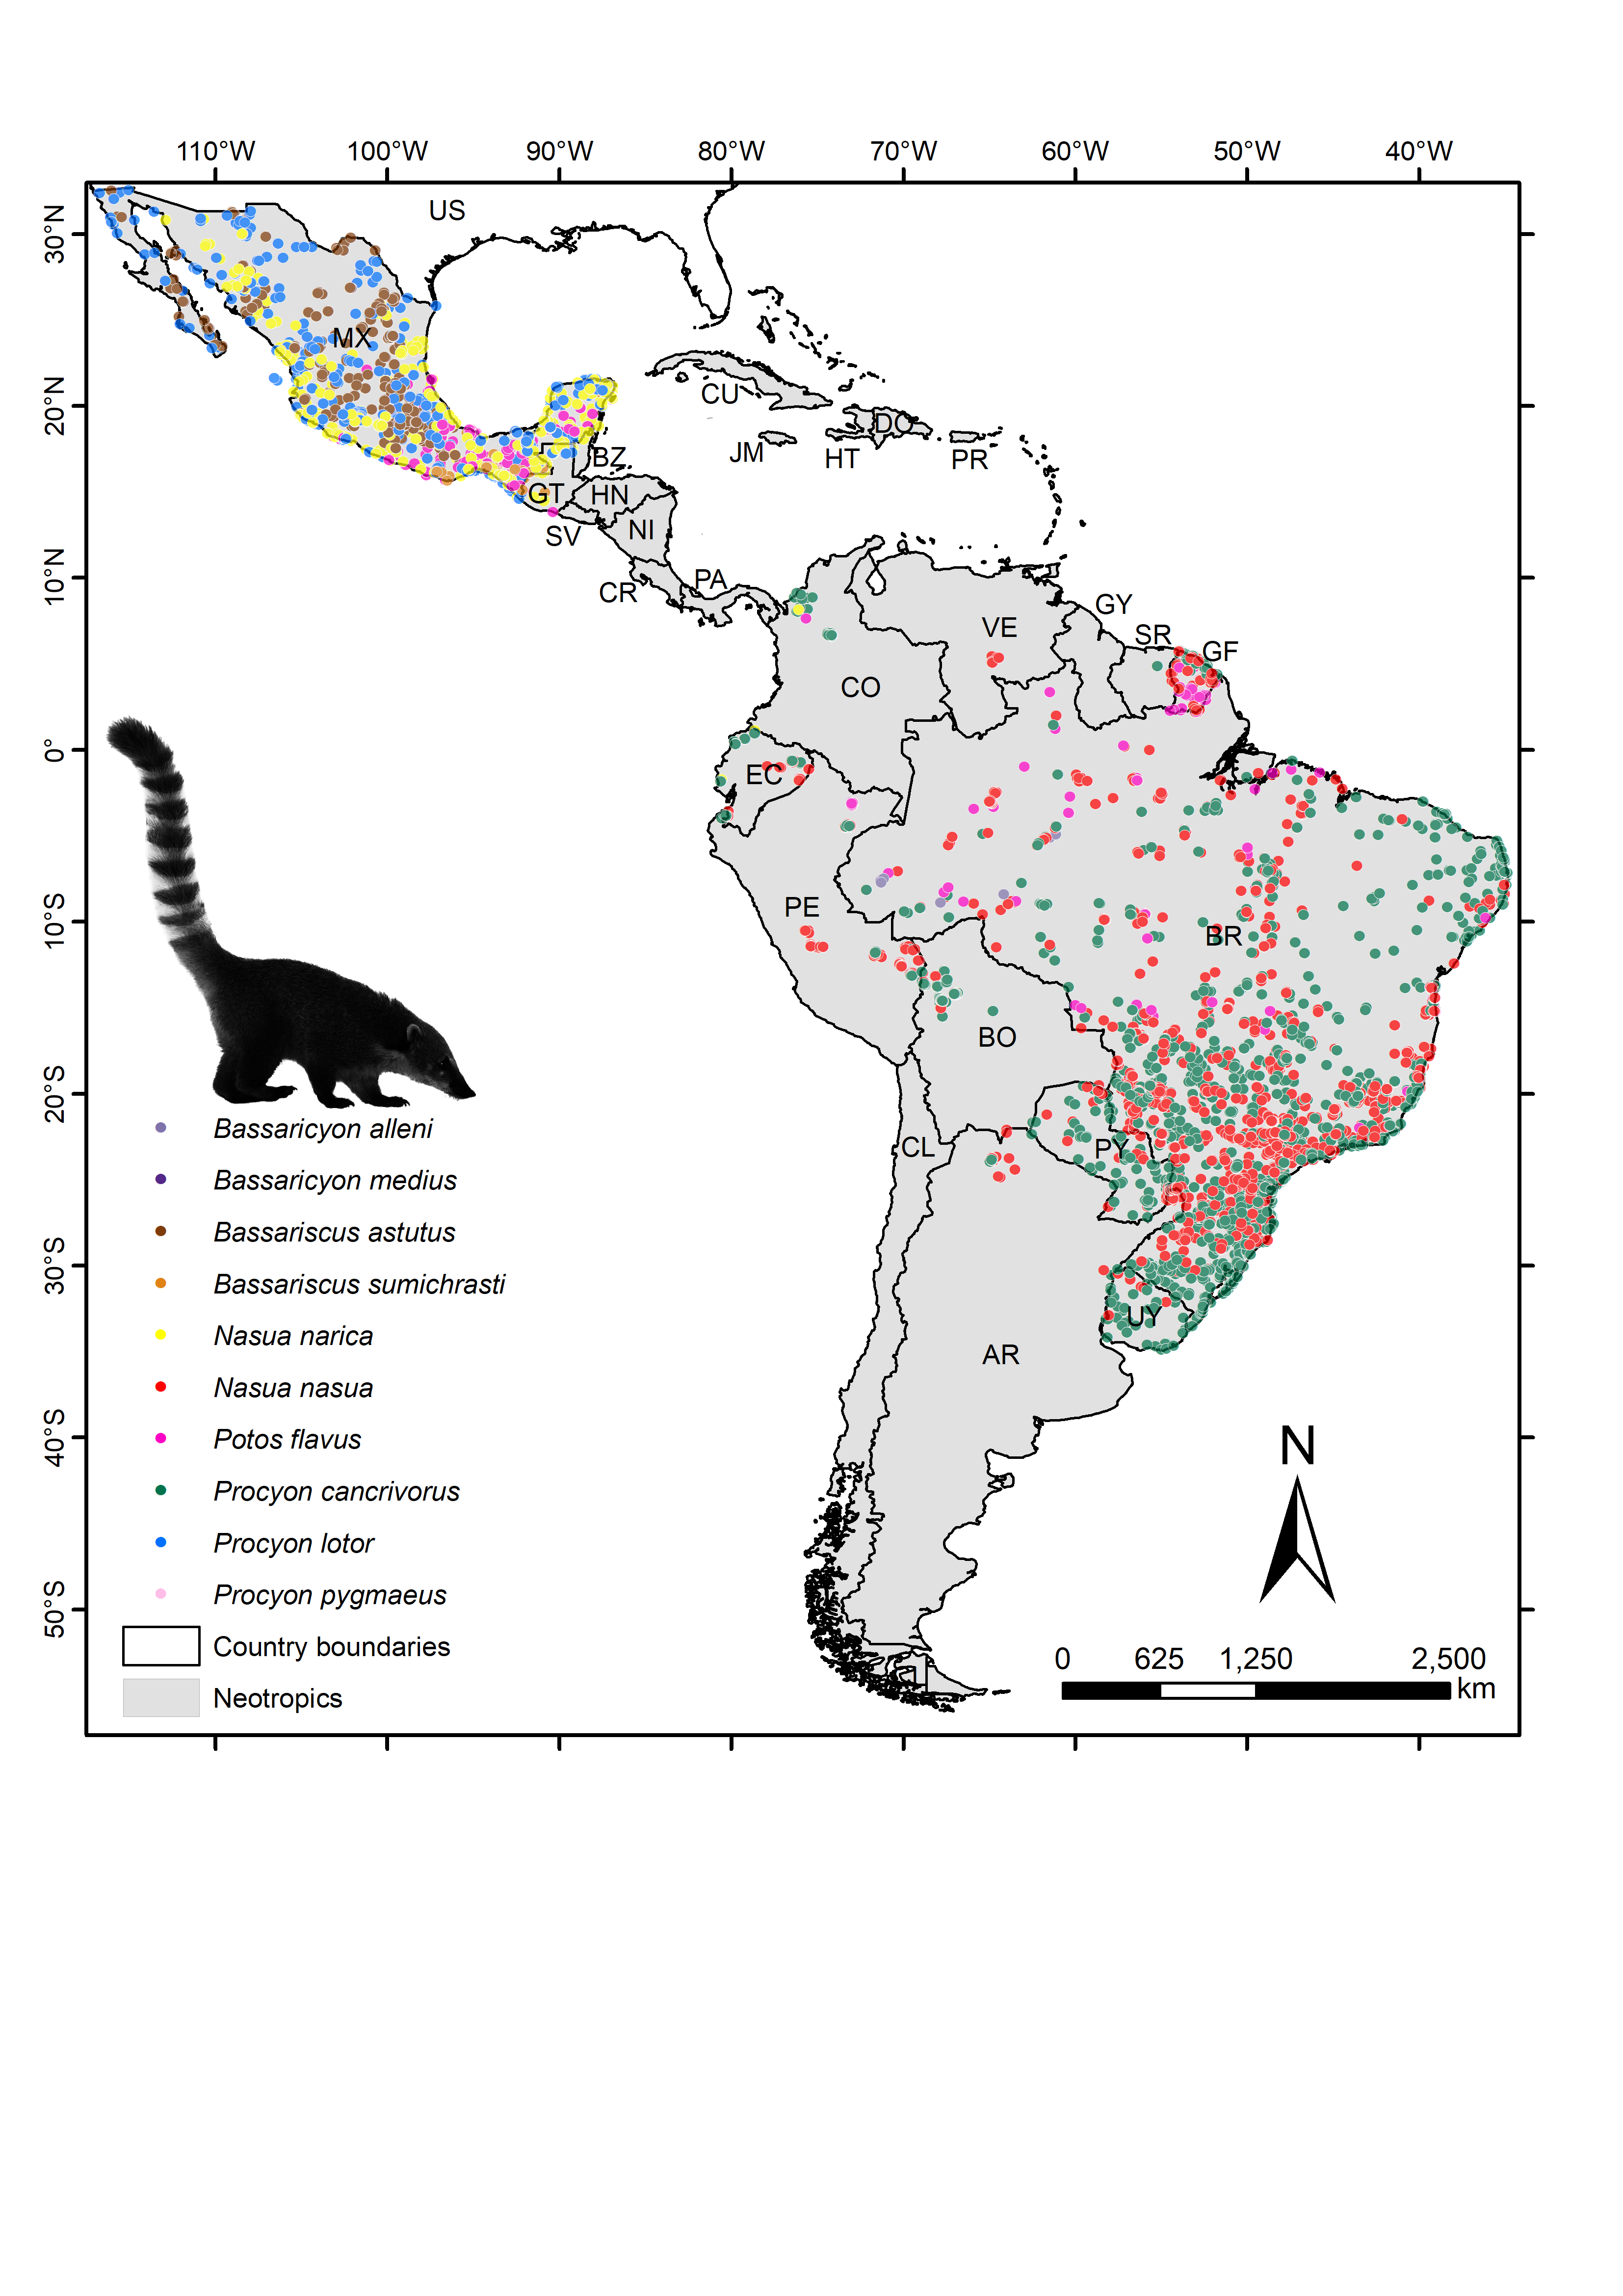 110°W 100°W 90°W 80°W 70°W 60°W 50°W 40°W
30°N
20°N
10°N
0°
10°S
20°S
30°S
40°S
50°S
US
MX
CU
DO
JM
HT
PR
BZ
GT
HN
SV
NI
CR
PA
VE
GY
SR
GF
CO
EC
PE
BR
BO
CL
PY
UY
AR
CL
Bassaricyon alleni
Bassaricyon medius
Bassariscus astutus
Bassariscus sumichrasti
Nasua narica
Nasua nasua
Potos flavus
Procyon cancrivorus
Procyon lotor
Procyon pygmaeus
Country boundaries
Neotropics
N
0 625 1,250 2,500
km